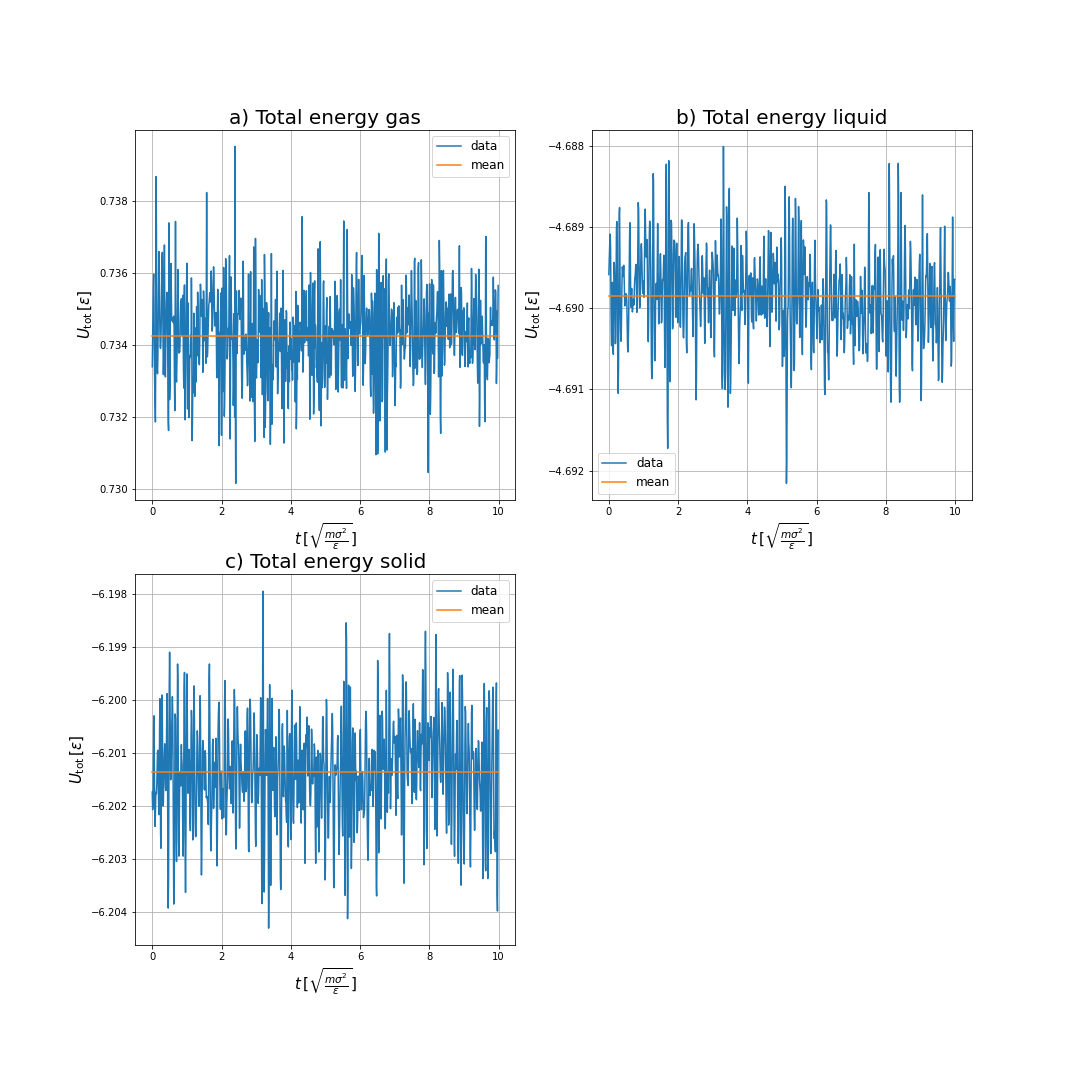 a) Total energy gas
data
mean
0.738
0.736
0.734
0.732
0.730
U_tot [ε]
0 2 4 6 8 10
t [√(mσ²/ε)]
b) Total energy liquid
−4.688
−4.689
−4.690
−4.691
−4.692
U_tot [ε]
data
mean
0 2 4 6 8 10
t [√(mσ²/ε)]
c) Total energy solid
data
mean
−6.198
−6.199
−6.200
−6.201
−6.202
−6.203
−6.204
U_tot [ε]
0 2 4 6 8 10
t [√(mσ²/ε)]